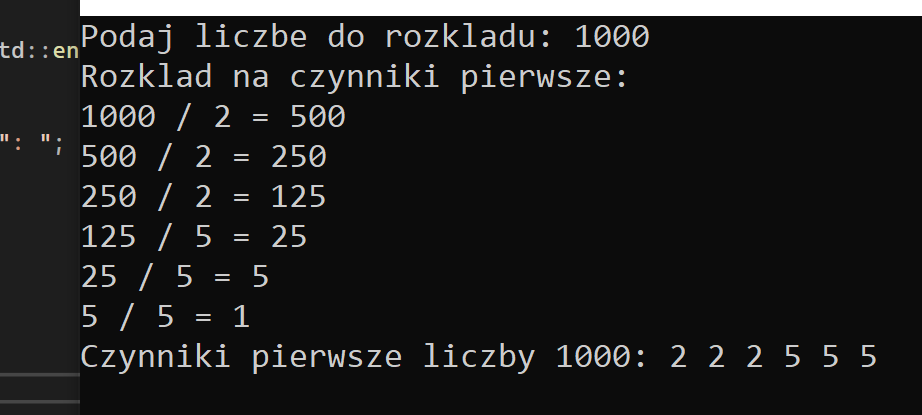 td::en
": ";
Podaj liczbe do rozkladu: 1000
Rozklad na czynniki pierwsze:
1000 / 2 = 500
500 / 2 = 250
250 / 2 = 125
125 / 5 = 25
25 / 5 = 5
5 / 5 = 1
Czynniki pierwsze liczby 1000: 2 2 2 5 5 5